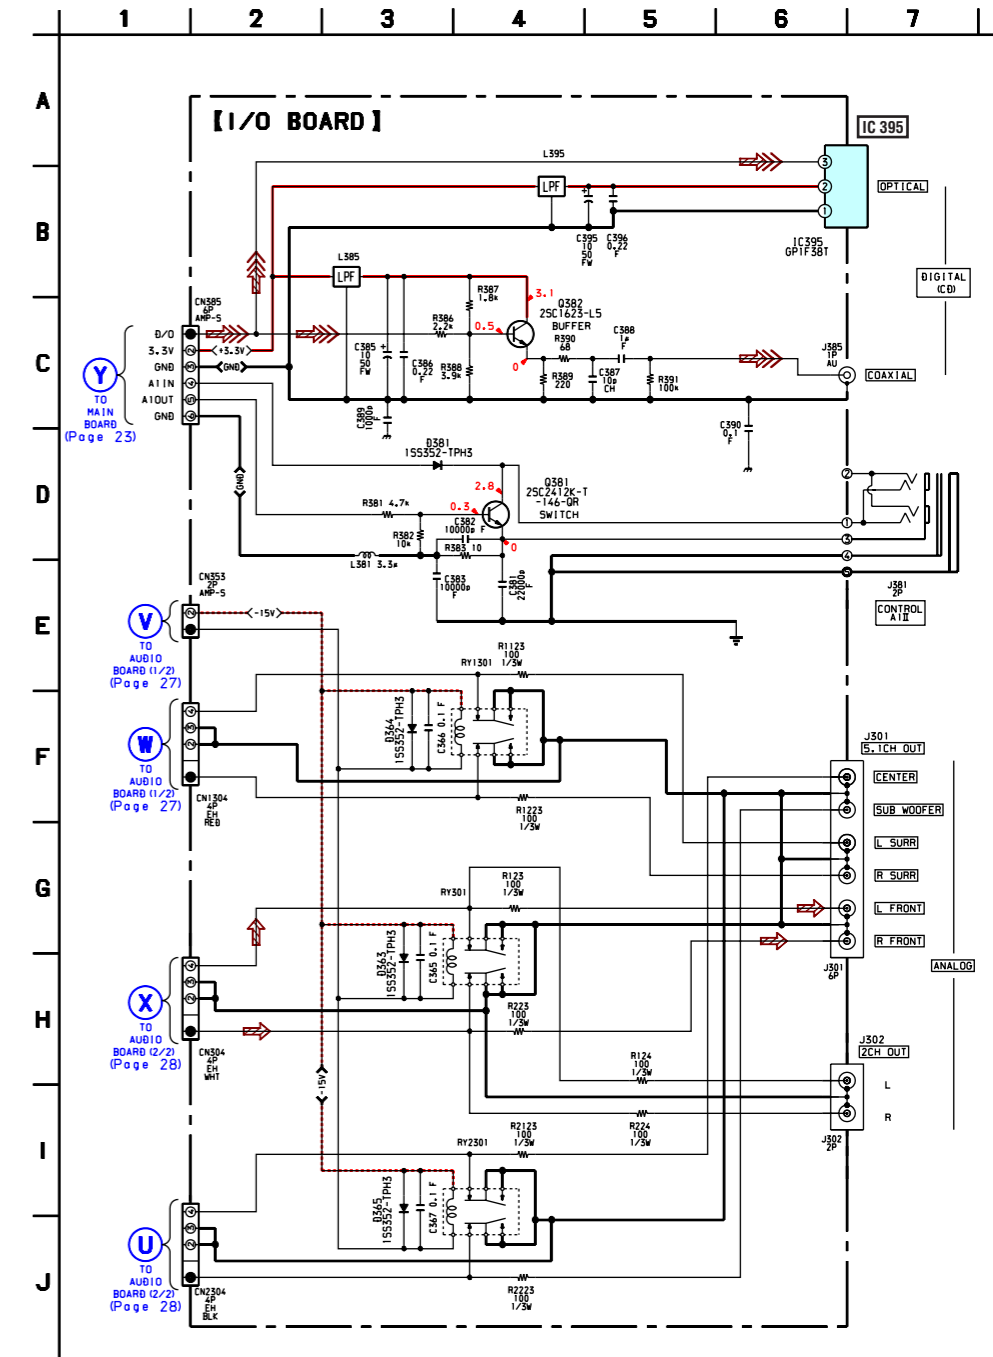 1 2 3 4 5 6 7
A
【I/O BOARD】
IC 395
L395
3
B
LPF
2
OPTICAL
1
C395
10
50
FW
C396
0.22
F
IC395
GP1F38T
L385
LPF
DIGITAL
(CD)
CN385
6P
AMP-S
R387
1.8k
3.1
Q382
2SC1623-L5
BUFFER
C
D/O
3.3V
GND
A1IN
A1OUT
GND
(+3.3V)
GND
R386
2.2k
0.5
R390
68
C388
1μ
F
J385
1P
AU
COAXIAL
Y
TO
MAIN
BOARD
(Page 23)
C385
10
50
FW
C386
0.22
F
R388
3.9k
0
R389
220
C387
10p
CH
R391
100k
C389
1000p
F
C390
0.1
F
D381
1SS352-TPH3
D
GND
2.8
Q381
2SC2412K-T
-146-QR
SWITCH
R381 4.7k
0.3
R382
10k
C382
10000p F
R383 10
0
2
1
3
4
5
L381 3.3μ
C383
10000p
F
C381
22000p
F
J381
2P
CONTROL
A1Ⅱ
CN353
2P
AMP-S
E
V
TO
AUDIO
BOARD (1/2)
(Page 27)
-15V
R1123
100
1/3W
RY1301
F
W
TO
AUDIO
BOARD (1/2)
(Page 27)
CN1304
4P
EH
RED
D364
1SS352-TPH3
C366 0.1 F
R1223
100
1/3W
J301
5.1CH OUT
CENTER
SUB WOOFER
L SURR
R SURR
L FRONT
R FRONT
J301
6P
ANALOG
G
R123
100
1/3W
RY301
D363
1SS352-TPH3
C365 0.1 F
H
X
TO
AUDIO
BOARD (2/2)
(Page 28)
CN304
4P
EH
WHT
R223
100
1/3W
R124
100
1/3W
J302
2CH OUT
L
R
J302
2P
-15V
I
R2123
100
1/3W
R224
100
1/3W
RY2301
D365
1SS352-TPH3
C367 0.1 F
J
U
TO
AUDIO
BOARD (2/2)
(Page 28)
CN2304
4P
EH
BLK
R2223
100
1/3W